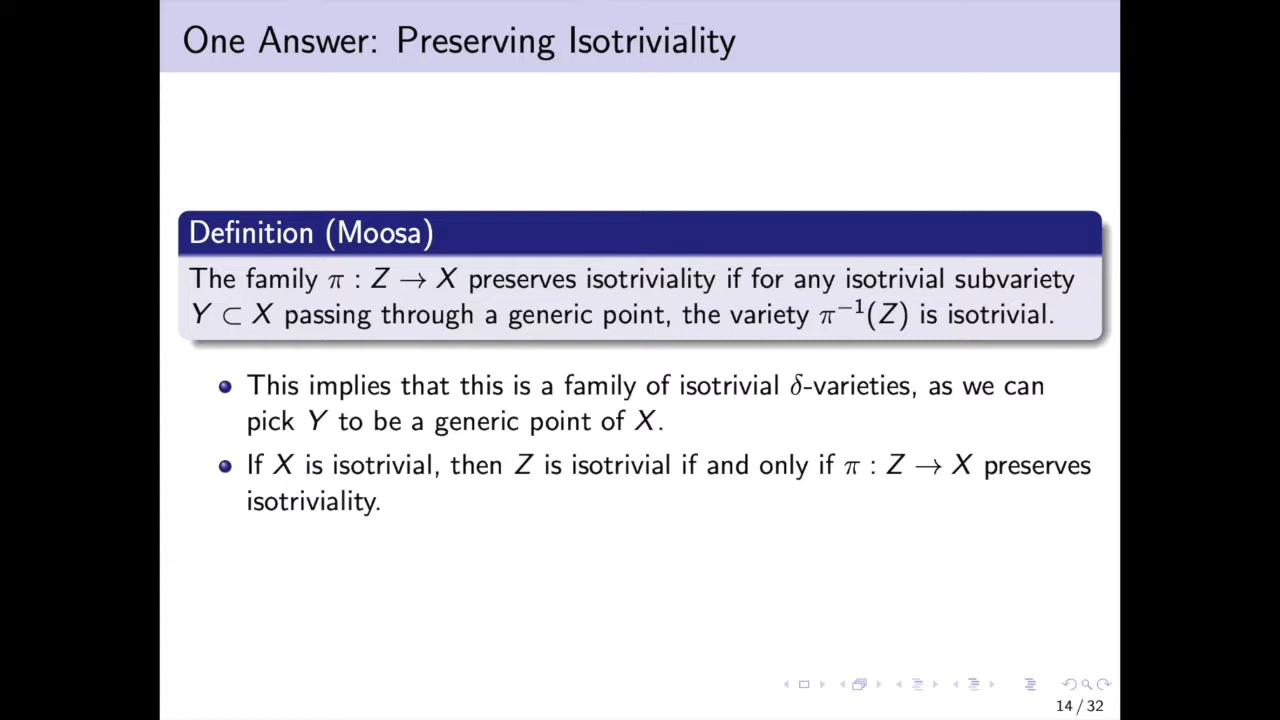 One Answer: Preserving Isotriviality
Definition (Moosa)
The family π : Z → X preserves isotriviality if for any isotrivial subvariety
Y ⊂ X passing through a generic point, the variety π⁻¹(Z) is isotrivial.
This implies that this is a family of isotrivial δ-varieties, as we can
pick Y to be a generic point of X.
If X is isotrivial, then Z is isotrivial if and only if π : Z → X preserves
isotriviality.
14 / 32